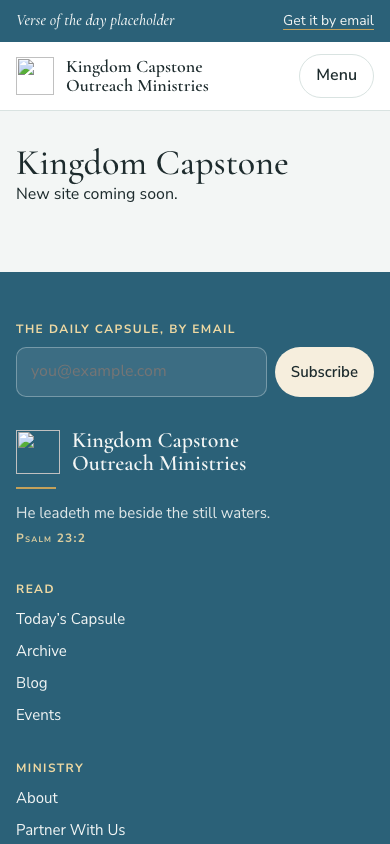 Verse of the day placeholder
Get it by email
Kingdom Capstone
Outreach Ministries
Menu
Kingdom Capstone
New site coming soon.
THE DAILY CAPSULE, BY EMAIL
you@example.com
Subscribe
Kingdom Capstone
Outreach Ministries
He leadeth me beside the still waters.
Psalm 23:2
READ
Today’s Capsule
Archive
Blog
Events
MINISTRY
About
Partner With Us